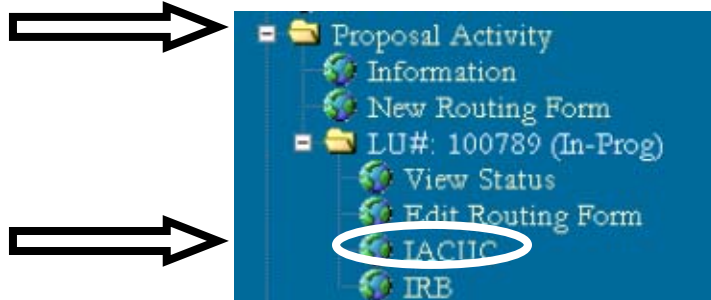 Proposal Activity
Information
New Routing Form
LU#: 100789 (In-Prog)
View Status
Edit Routing Form
IACUC
IRB